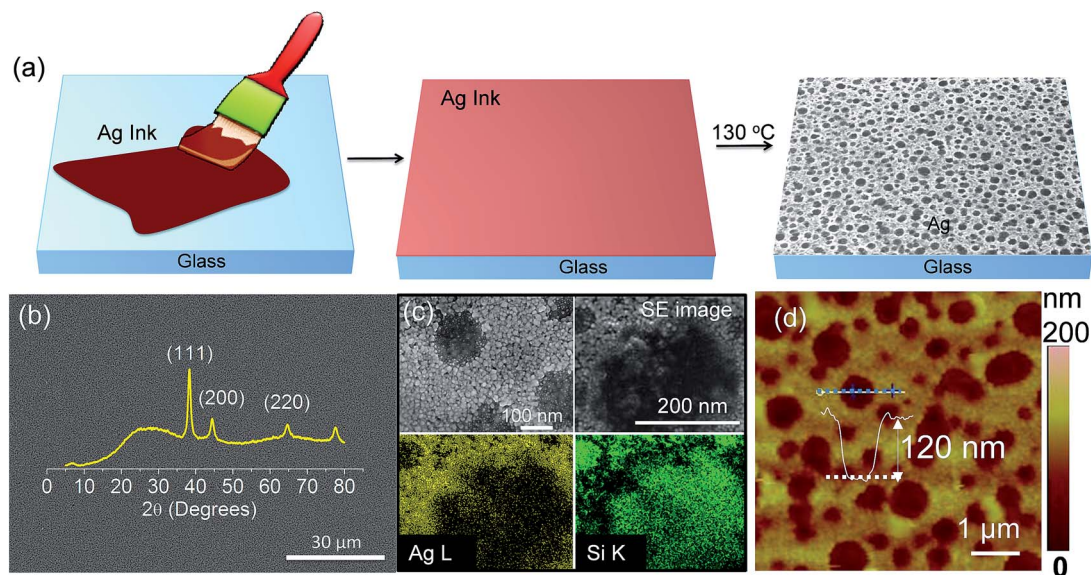 (a)
Ag Ink
Glass
Ag Ink
Glass
130 °C
Ag
Glass
(b)
(111)
(200)
(220)
0 10 20 30 40 50 60 70 80
2θ (Degrees)
30 µm
(c)
100 nm
SE image
200 nm
Ag L
Si K
(d)
120 nm
1 µm
nm
200
0